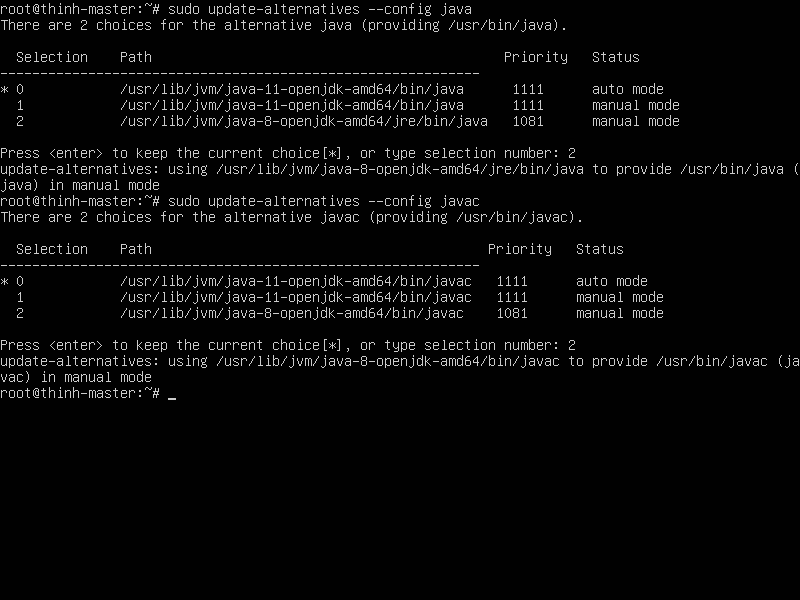 root@thinh-master:~# sudo update-alternatives --config java
There are 2 choices for the alternative java (providing /usr/bin/java).
Selection Path Priority Status
------------------------------------------------------------
* 0 /usr/lib/jvm/java-11-openjdk-amd64/bin/java 1111 auto mode
1 /usr/lib/jvm/java-11-openjdk-amd64/bin/java 1111 manual mode
2 /usr/lib/jvm/java-8-openjdk-amd64/jre/bin/java 1081 manual mode
Press <enter> to keep the current choice[*], or type selection number: 2
update-alternatives: using /usr/lib/jvm/java-8-openjdk-amd64/jre/bin/java to provide /usr/bin/java (
java) in manual mode
root@thinh-master:~# sudo update-alternatives --config javac
There are 2 choices for the alternative javac (providing /usr/bin/javac).
Selection Path Priority Status
------------------------------------------------------------
* 0 /usr/lib/jvm/java-11-openjdk-amd64/bin/javac 1111 auto mode
1 /usr/lib/jvm/java-11-openjdk-amd64/bin/javac 1111 manual mode
2 /usr/lib/jvm/java-8-openjdk-amd64/bin/javac 1081 manual mode
Press <enter> to keep the current choice[*], or type selection number: 2
update-alternatives: using /usr/lib/jvm/java-8-openjdk-amd64/bin/javac to provide /usr/bin/javac (ja
vac) in manual mode
root@thinh-master:~# _